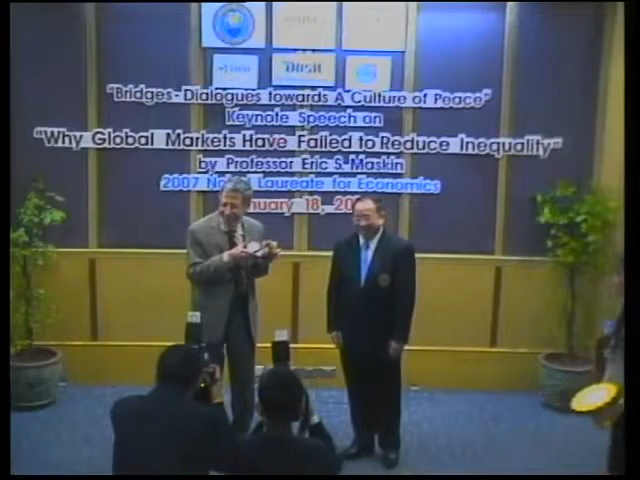 Dusit
"Bridges-Dialogues towards A Culture of Peace"
Keynote Speech on
"Why Global Markets Have Failed to Reduce Inequality"
by Professor Eric S. Maskin
2007 Laureate for Economics
18,